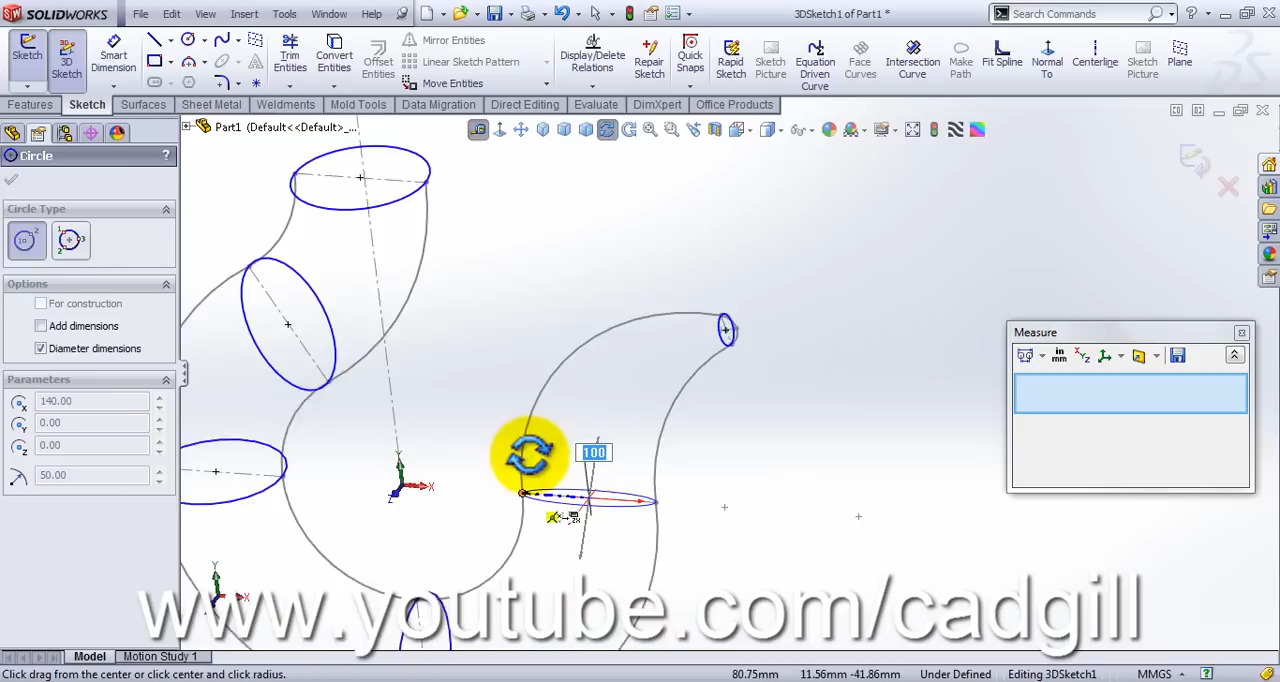 SOLIDWORKS File Edit View Insert Tools Window Help 3DSketch1 of Part1 * Search Commands
Sketch 3D Sketch Smart Dimension Trim Entities Convert Entities Offset Entities Mirror Entities Linear Sketch Pattern Move Entities Display/Delete Relations Repair Sketch Quick Snaps Rapid Sketch Sketch Picture Equation Driven Curve Face Curves Intersection Curve Make Path Fit Spline Normal To Centerline Sketch Picture Plane
Features Sketch Surfaces Sheet Metal Weldments Mold Tools Data Migration Direct Editing Evaluate DimXpert Office Products
Part1 (Default<<Default>_...
Circle ?
Circle Type
Options
For construction
Add dimensions
Diameter dimensions
Parameters
140.00
0.00
0.00
50.00
Measure
in mm XYZ
100
Y
X
Z
Y
X
www.youtube.com/cadgill
Model Motion Study 1
Click drag from the center or click center and click radius. 80.75mm 11.56mm -41.86mm Under Defined Editing 3DSketch1 MMGS